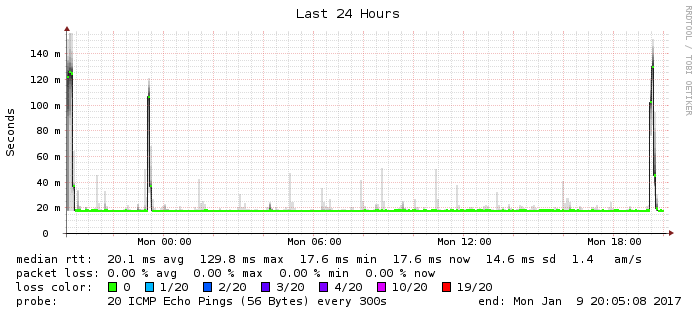 Last 24 Hours
RRDTOOL / TOBI OETIKER
Seconds
140 m
120 m
100 m
80 m
60 m
40 m
20 m
0
Mon 00:00 Mon 06:00 Mon 12:00 Mon 18:00
median rtt: 20.1 ms avg 129.8 ms max 17.6 ms min 17.6 ms now 14.6 ms sd 1.4 am/s
packet loss: 0.00 % avg 0.00 % max 0.00 % min 0.00 % now
loss color: 0 1/20 2/20 3/20 4/20 10/20 19/20
probe: 20 ICMP Echo Pings (56 Bytes) every 300s end: Mon Jan 9 20:05:08 2017